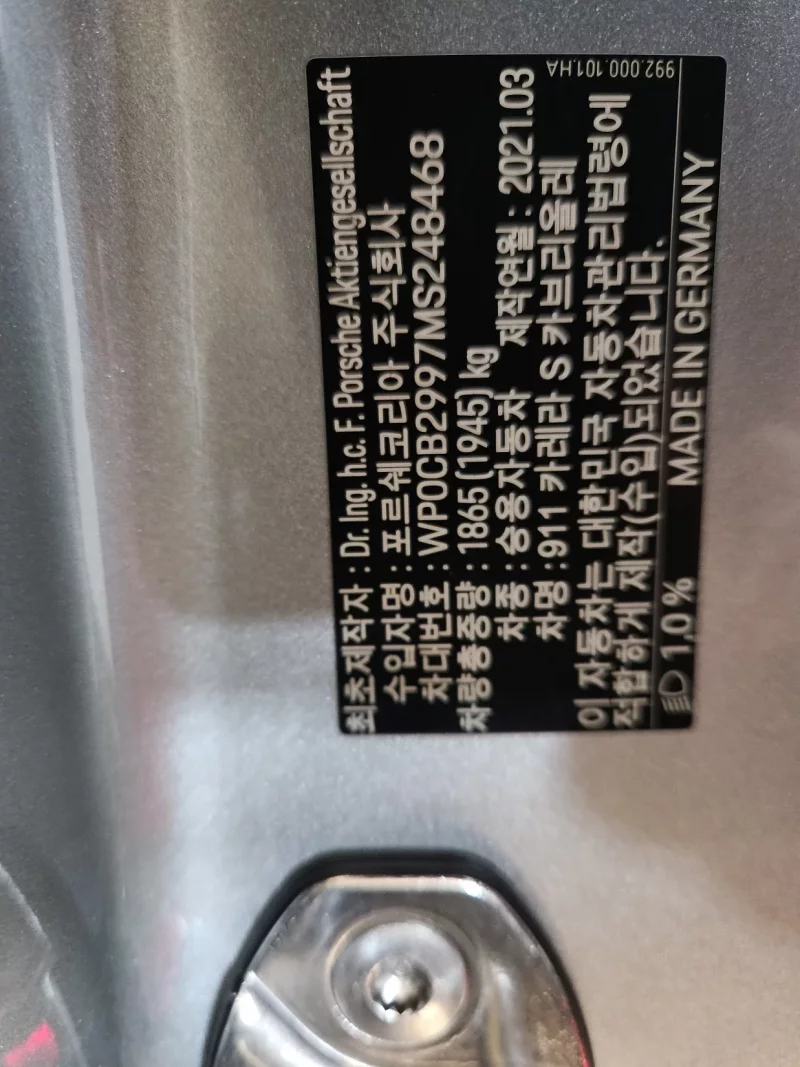 992.000.101.HA
최초제작자 : Dr. Ing. h.c. F. Porsche Aktiengesellschaft
수입자명 : 포르쉐코리아 주식회사
차대번호 : WP0CB2997MS248468
차량총중량 : 1865 (1945) kg
차종 : 승용자동차 제작연월 : 2021.03
차명 : 911 카레라 S 카브리올레
이 자동차는 대한민국 자동차관리법령에
적합하게 제작(수입)되었습니다.
1,0 % MADE IN GERMANY